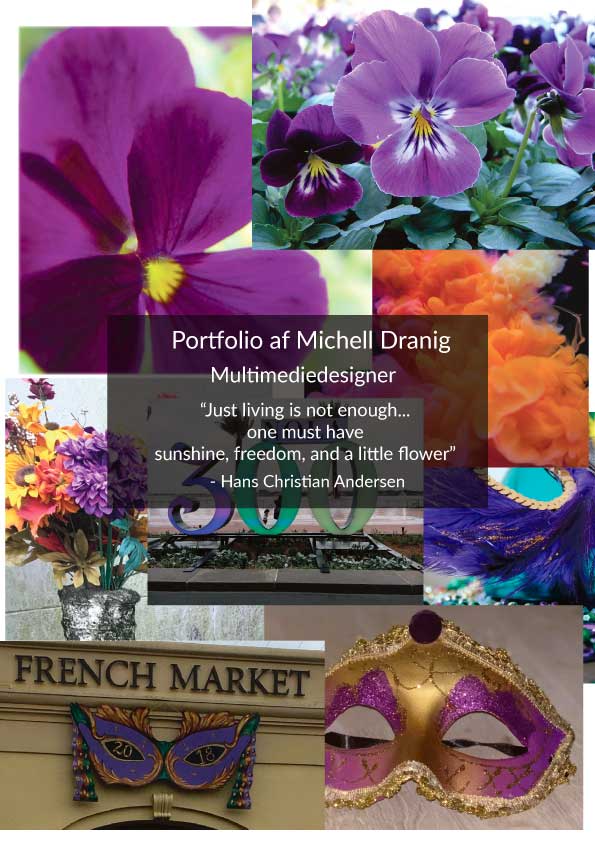 Portfolio af Michell Dranig
Multimediedesigner
“Just living is not enough...
one must have
sunshine, freedom, and a little flower”
- Hans Christian Andersen
300
FRENCH MARKET
20 18